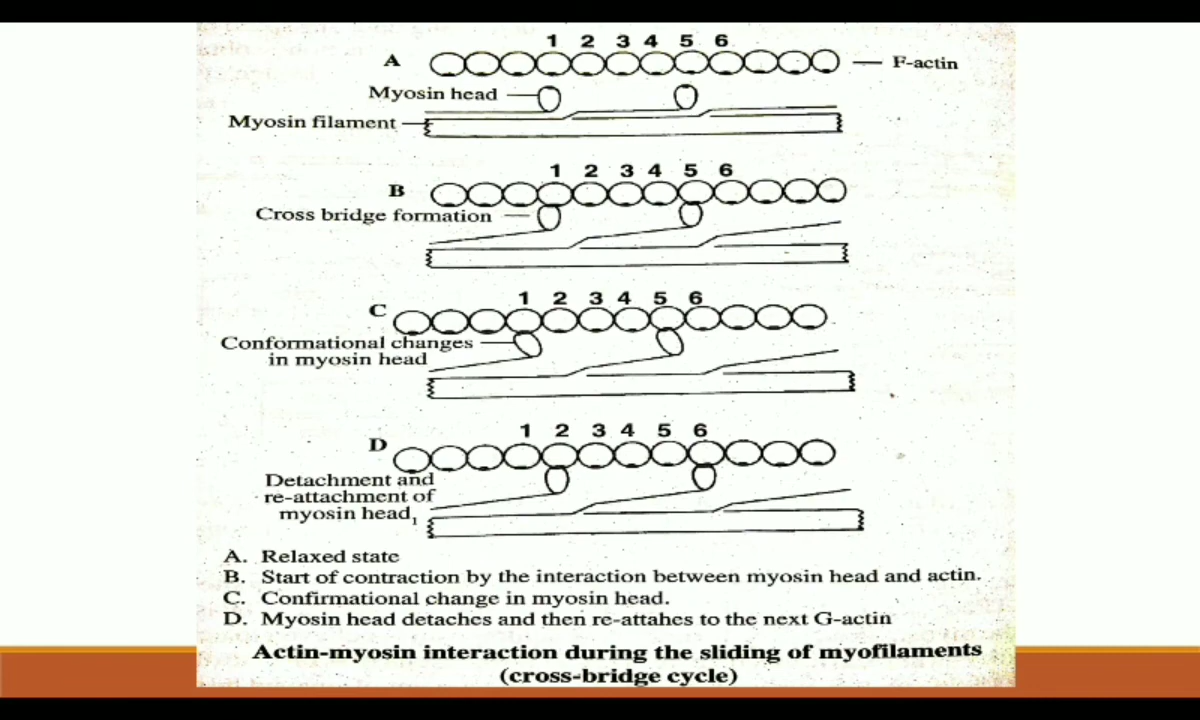 1 2 3 4 5 6
A
F-actin
Myosin head
Myosin filament
1 2 3 4 5 6
B
Cross bridge formation
1 2 3 4 5 6
C
Conformational changes
in myosin head
1 2 3 4 5 6
D
Detachment and
re-attachment of
myosin head
A. Relaxed state
B. Start of contraction by the interaction between myosin head and actin.
C. Confirmational change in myosin head.
D. Myosin head detaches and then re-attahes to the next G-actin
Actin-myosin interaction during the sliding of myofilaments
(cross-bridge cycle)